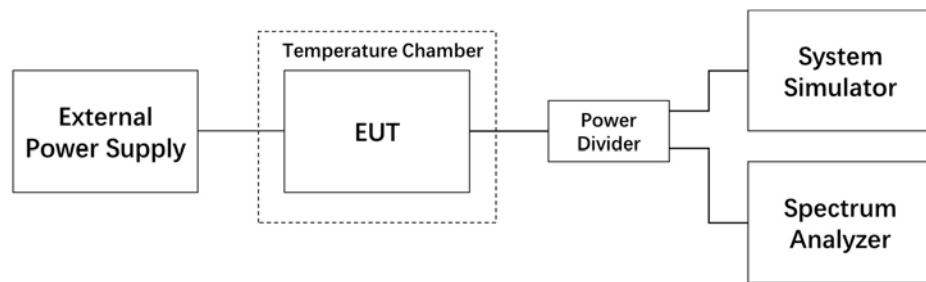 External
Power Supply
Temperature Chamber
EUT
Power
Divider
System
Simulator
Spectrum
Analyzer